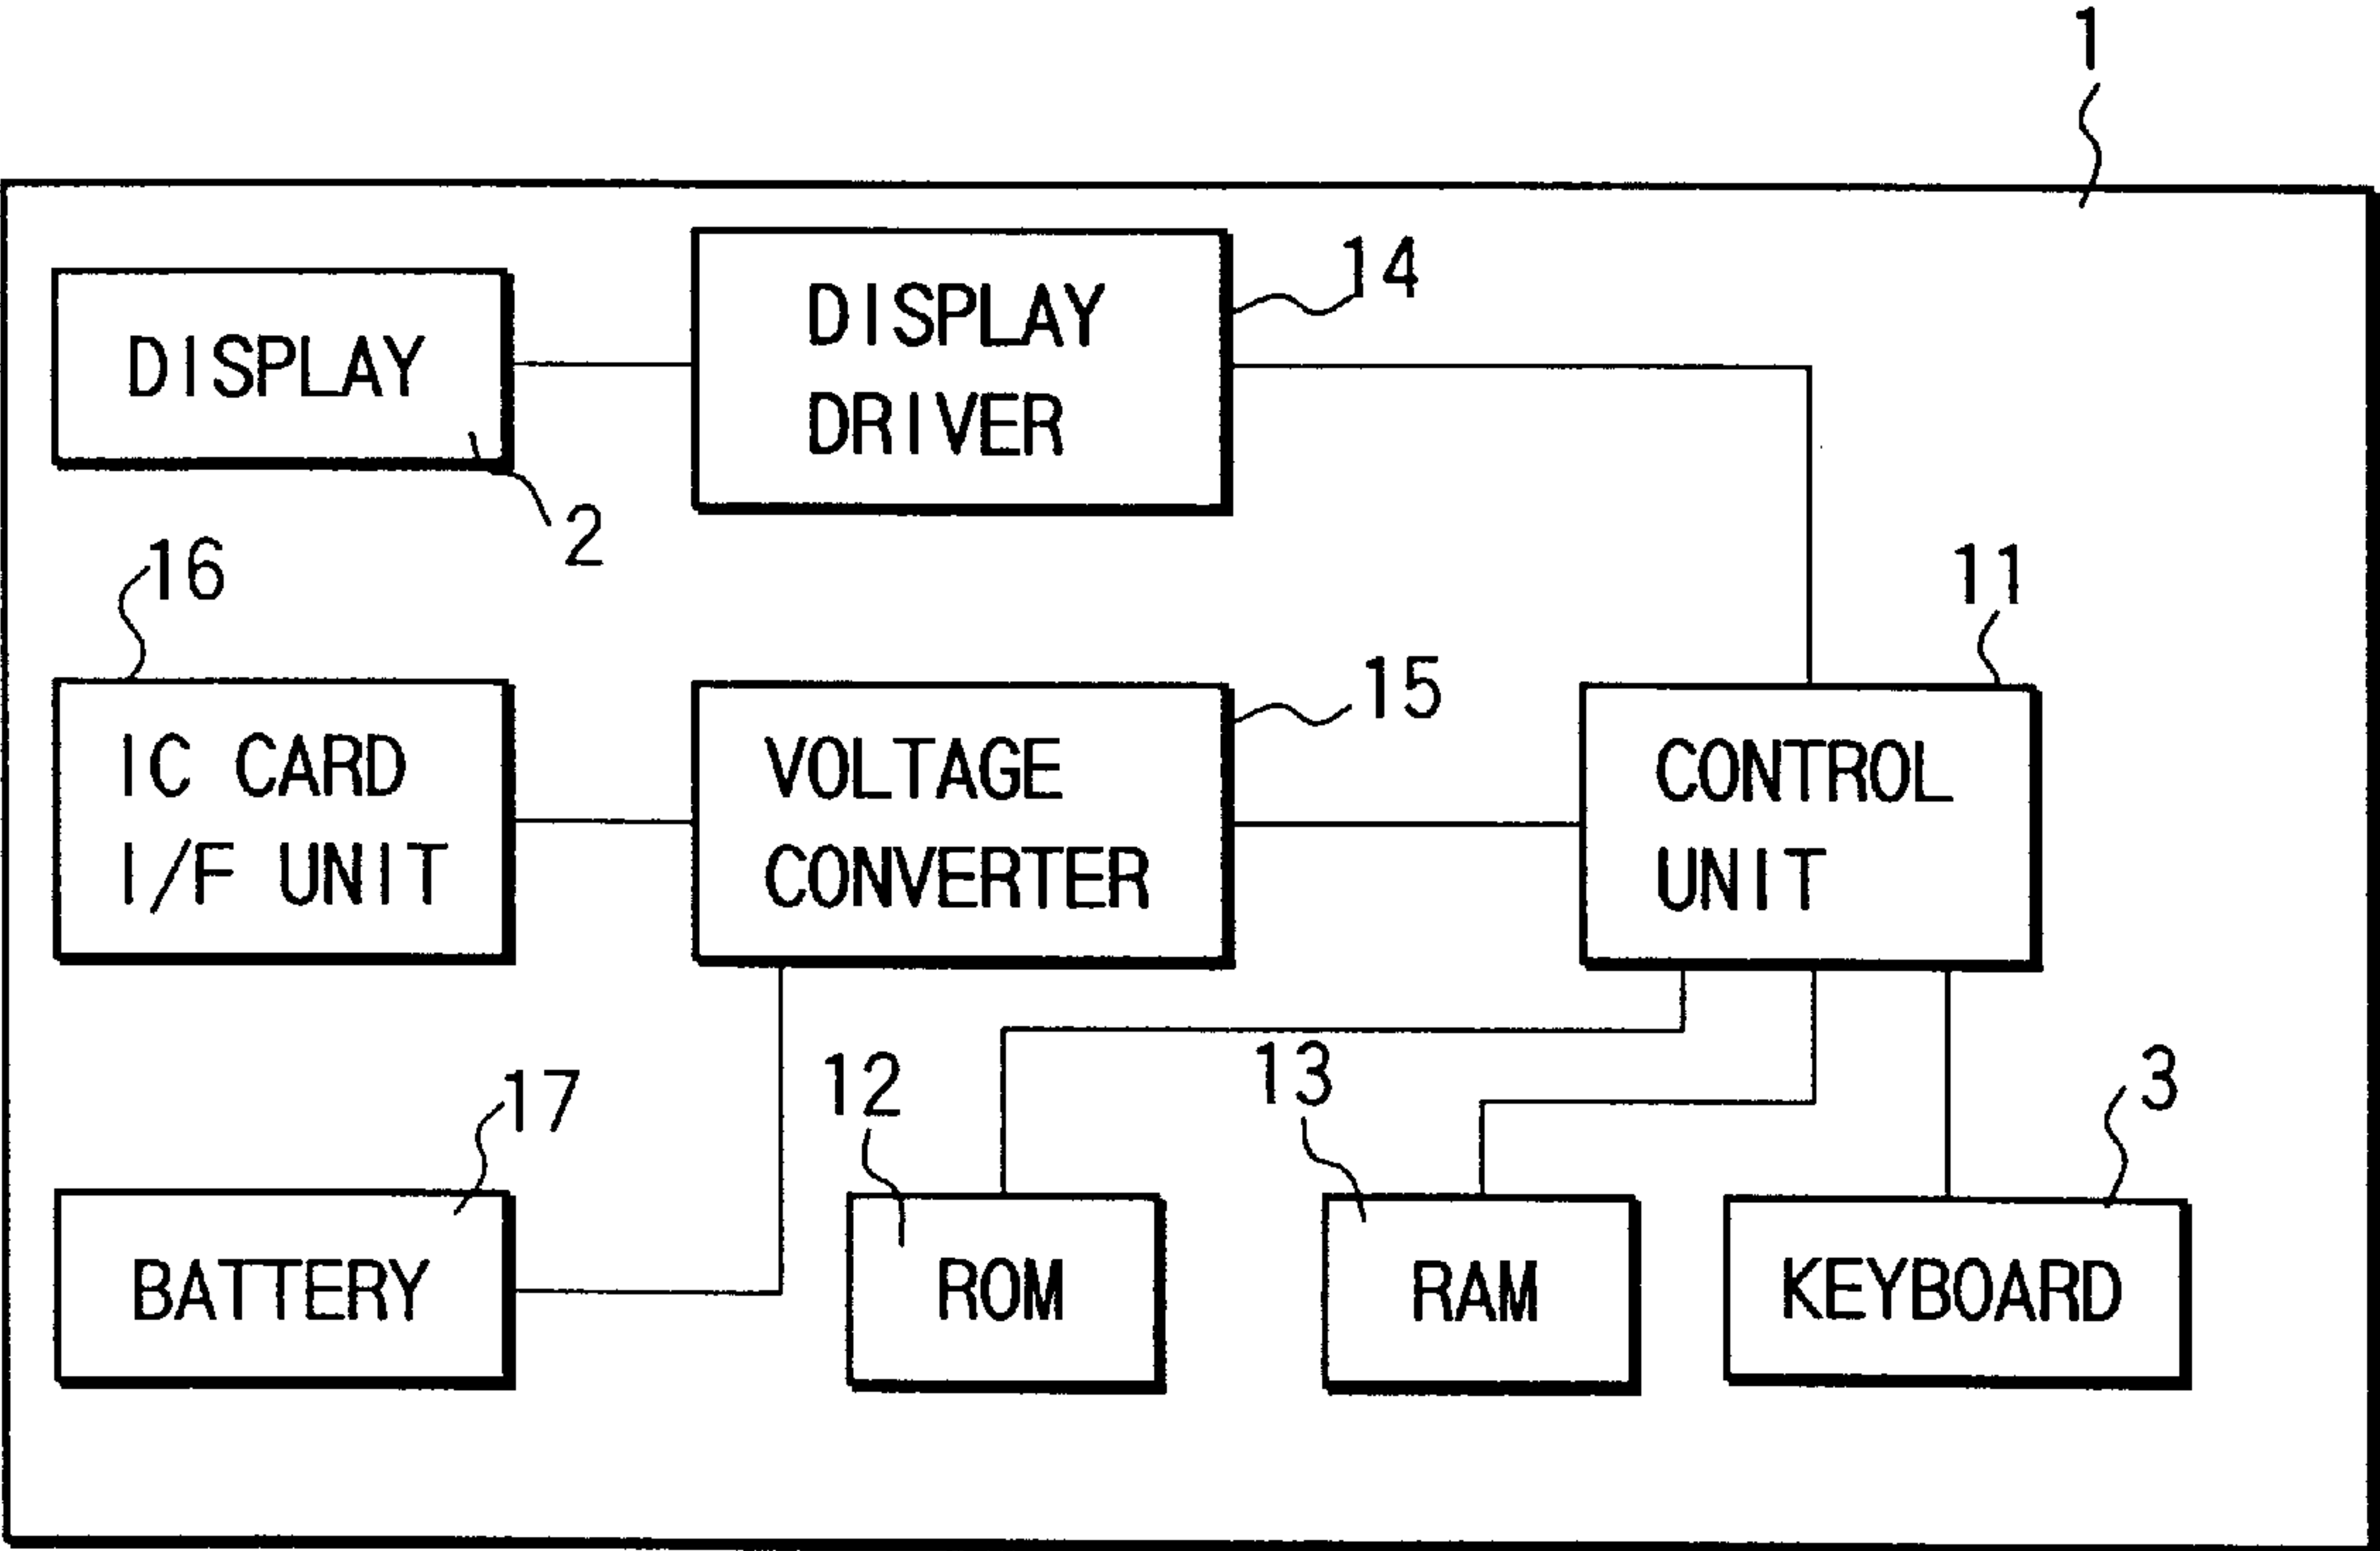 1
14
DISPLAY
DRIVER
DISPLAY
2
16
11
15
IC CARD
I/F UNIT
VOLTAGE
CONVERTER
CONTROL
UNIT
17
12
13
3
BATTERY
ROM
RAM
KEYBOARD